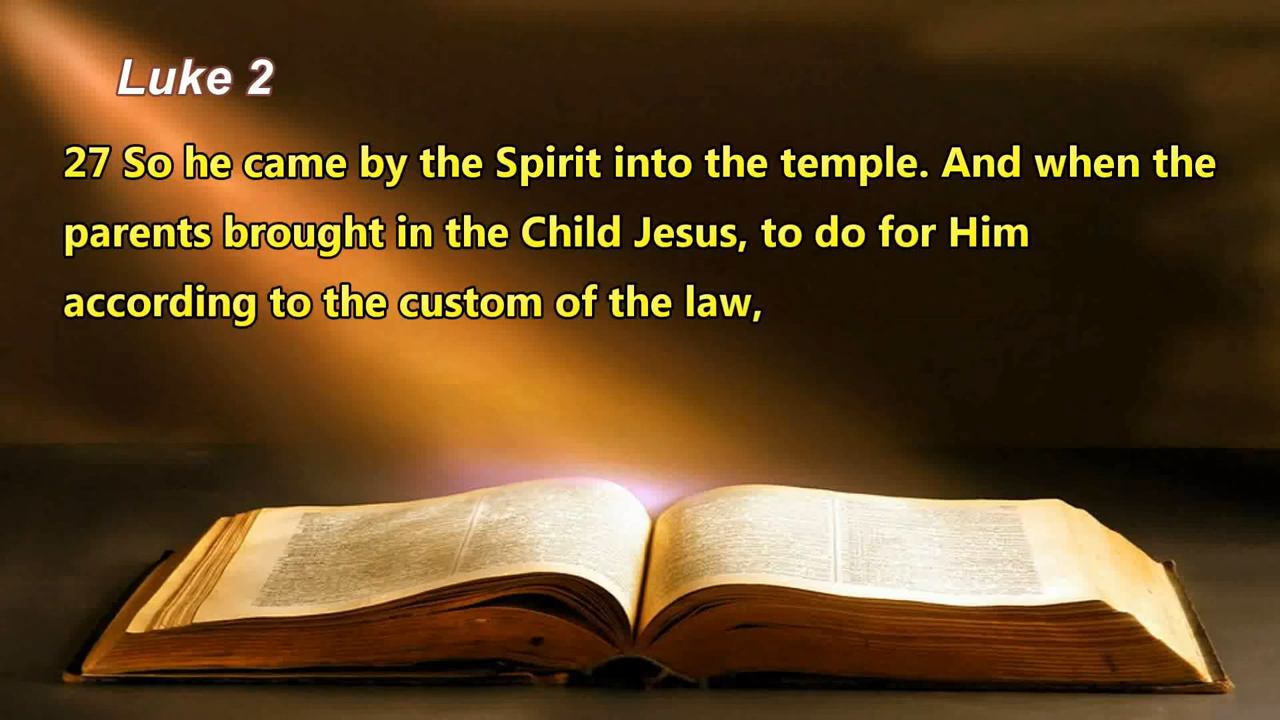 Luke 2
27 So he came by the Spirit into the temple. And when the
parents brought in the Child Jesus, to do for Him
according to the custom of the law,